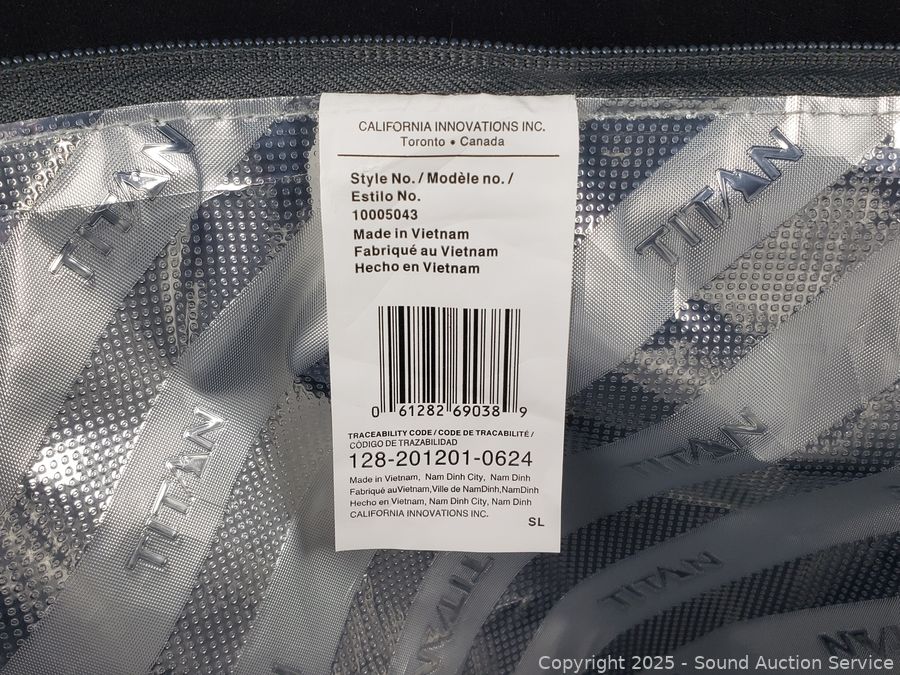 CALIFORNIA INNOVATIONS INC.
Toronto • Canada
Style No. / Modèle no. /
Estilo No.
10005043
Made in Vietnam
Fabriqué au Vietnam
Hecho en Vietnam
0 61282 69038 9
TRACEABILITY CODE / CODE DE TRACABILITÉ /
CÓDIGO DE TRAZABILIDAD
128-201201-0624
Made in Vietnam, Nam Dinh City, Nam Dinh
Fabriqué auVietnam,Ville de NamDinh,NamDinh
Hecho en Vietnam, Nam Dinh City, Nam Dinh
CALIFORNIA INNOVATIONS INC.
SL
TITAN
TITAN
TITAN
TITAN
TITAN
TITAN
Copyright 2025 - Sound Auction Service